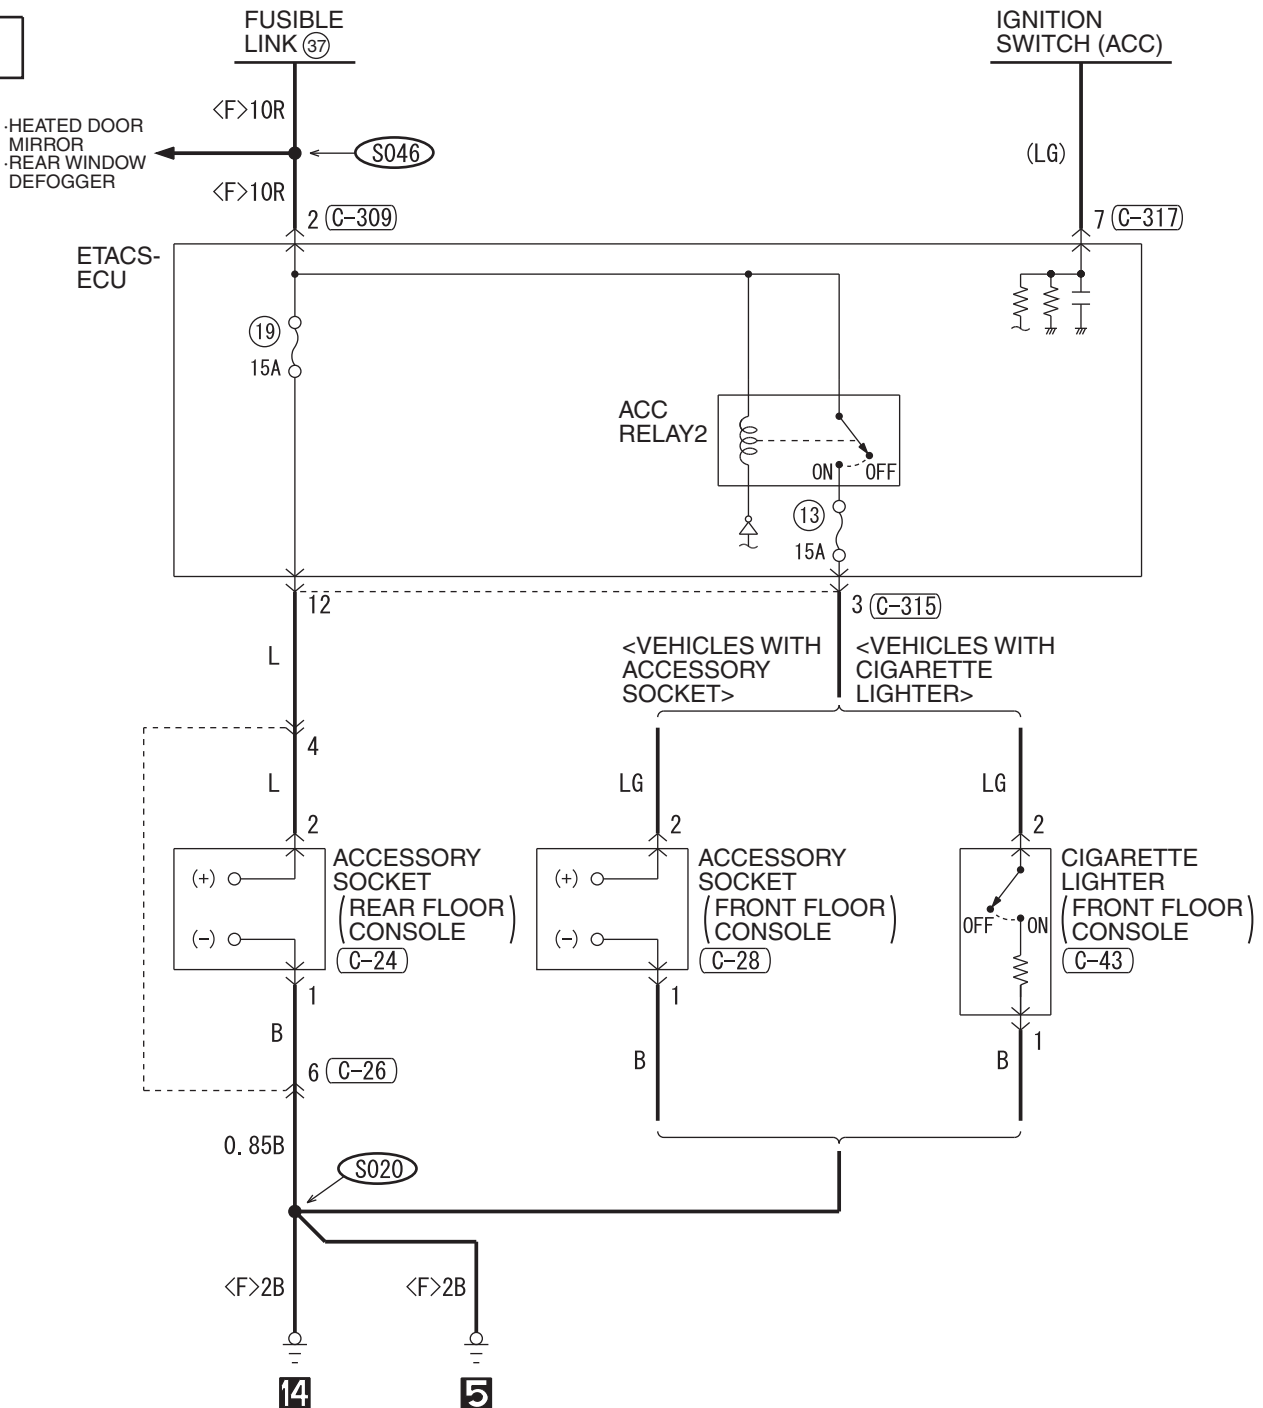 FUSIBLE
LINK 37
IGNITION
SWITCH (ACC)
<F>10R
·HEATED DOOR
MIRROR
·REAR WINDOW
DEFOGGER
S046
(LG)
<F>10R
2 C-309
7 C-317
ETACS-
ECU
19
15A
ACC
RELAY2
ON OFF
13
15A
12
3 C-315
L
<VEHICLES WITH
ACCESSORY
SOCKET>
<VEHICLES WITH
CIGARETTE
LIGHTER>
4
L
LG
LG
2
2
2
(+)
(-)
ACCESSORY
SOCKET
(REAR FLOOR
CONSOLE)
C-24
(+)
(-)
ACCESSORY
SOCKET
(FRONT FLOOR
CONSOLE)
C-28
OFF ON
CIGARETTE
LIGHTER
(FRONT FLOOR
CONSOLE)
C-43
1
1
1
B
B
B
6 C-26
0.85B
S020
<F>2B
<F>2B
14
5